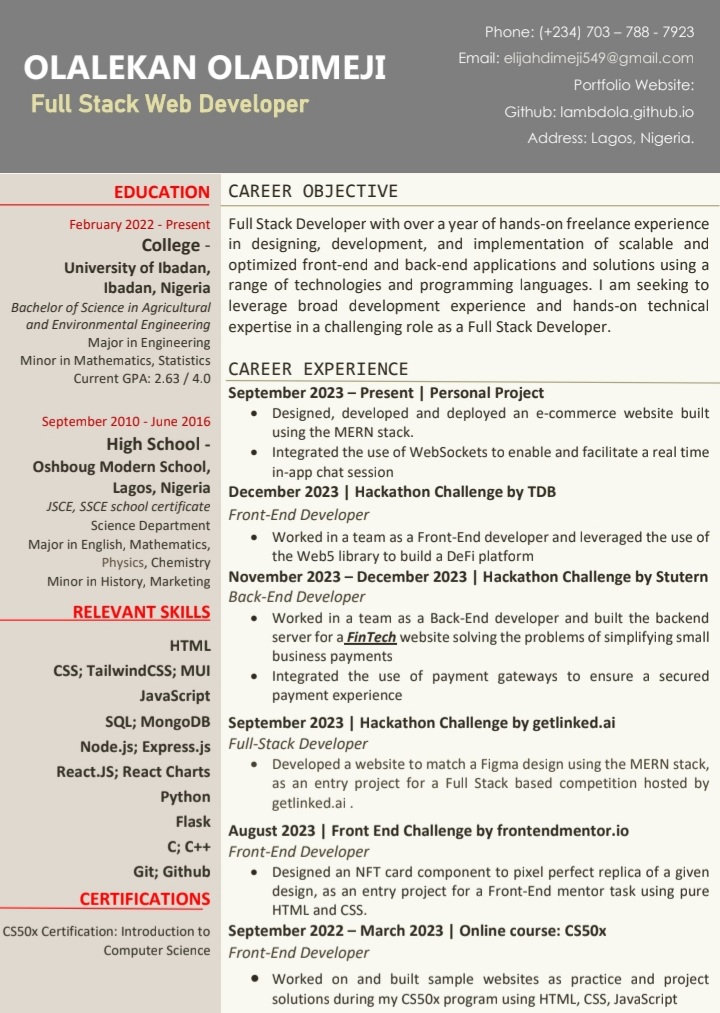 OLALEKAN OLADIMEJI
Full Stack Web Developer
Phone: (+234) 703 – 788 - 7923
Email: elijahdimeji549@gmail.com
Portfolio Website:
Github: lambdola.github.io
Address: Lagos, Nigeria.
EDUCATION
February 2022 - Present
College -
University of Ibadan,
Ibadan, Nigeria
Bachelor of Science in Agricultural
and Environmental Engineering
Major in Engineering
Minor in Mathematics, Statistics
Current GPA: 2.63 / 4.0
September 2010 - June 2016
High School -
Oshboug Modern School,
Lagos, Nigeria
JSCE, SSCE school certificate
Science Department
Major in English, Mathematics,
Physics, Chemistry
Minor in History, Marketing
RELEVANT SKILLS
HTML
CSS; TailwindCSS; MUI
JavaScript
SQL; MongoDB
Node.js; Express.js
React.JS; React Charts
Python
Flask
C; C++
Git; Github
CERTIFICATIONS
CS50x Certification: Introduction to
Computer Science
CAREER OBJECTIVE
Full Stack Developer with over a year of hands-on freelance experience
in designing, development, and implementation of scalable and
optimized front-end and back-end applications and solutions using a
range of technologies and programming languages. I am seeking to
leverage broad development experience and hands-on technical
expertise in a challenging role as a Full Stack Developer.
CAREER EXPERIENCE
September 2023 – Present | Personal Project
• Designed, developed and deployed an e-commerce website built
using the MERN stack.
• Integrated the use of WebSockets to enable and facilitate a real time
in-app chat session
December 2023 | Hackathon Challenge by TDB
Front-End Developer
• Worked in a team as a Front-End developer and leveraged the use of
the Web5 library to build a DeFi platform
November 2023 – December 2023 | Hackathon Challenge by Stutern
Back-End Developer
• Worked in a team as a Back-End developer and built the backend
server for a FinTech website solving the problems of simplifying small
business payments
• Integrated the use of payment gateways to ensure a secured
payment experience
September 2023 | Hackathon Challenge by getlinked.ai
Full-Stack Developer
• Developed a website to match a Figma design using the MERN stack,
as an entry project for a Full Stack based competition hosted by
getlinked.ai .
August 2023 | Front End Challenge by frontendmentor.io
Front-End Developer
• Designed an NFT card component to pixel perfect replica of a given
design, as an entry project for a Front-End mentor task using pure
HTML and CSS.
September 2022 – March 2023 | Online course: CS50x
Front-End Developer
• Worked on and built sample websites as practice and project
solutions during my CS50x program using HTML, CSS, JavaScript